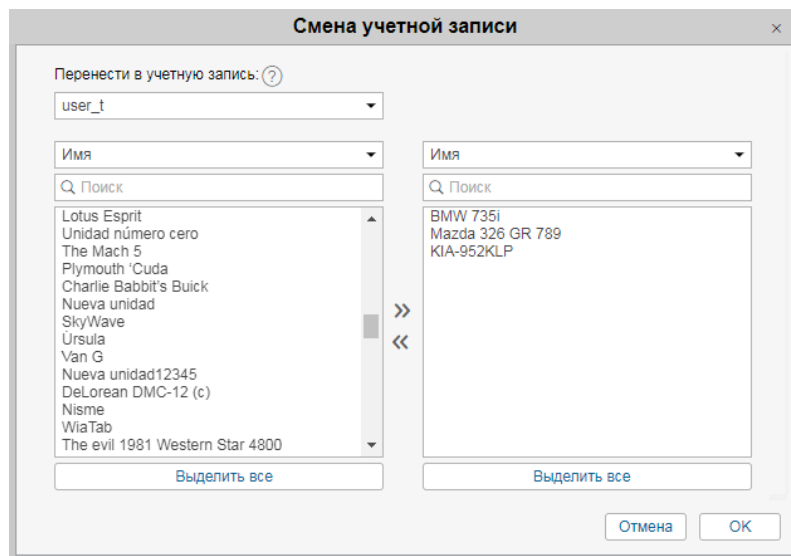 Смена учетной записи
×
Перенести в учетную запись: ?
user_t
Имя
Поиск
Lotus Esprit
Unidad número cero
The Mach 5
Plymouth ‘Cuda
Charlie Babbit's Buick
Nueva unidad
SkyWave
Úrsula
Van G
Nueva unidad12345
DeLorean DMC-12 (c)
Nisme
WiaTab
The evil 1981 Western Star 4800
Выделить все
»
«
Имя
Поиск
BMW 735i
Mazda 326 GR 789
KIA-952KLP
Выделить все
Отмена
OK